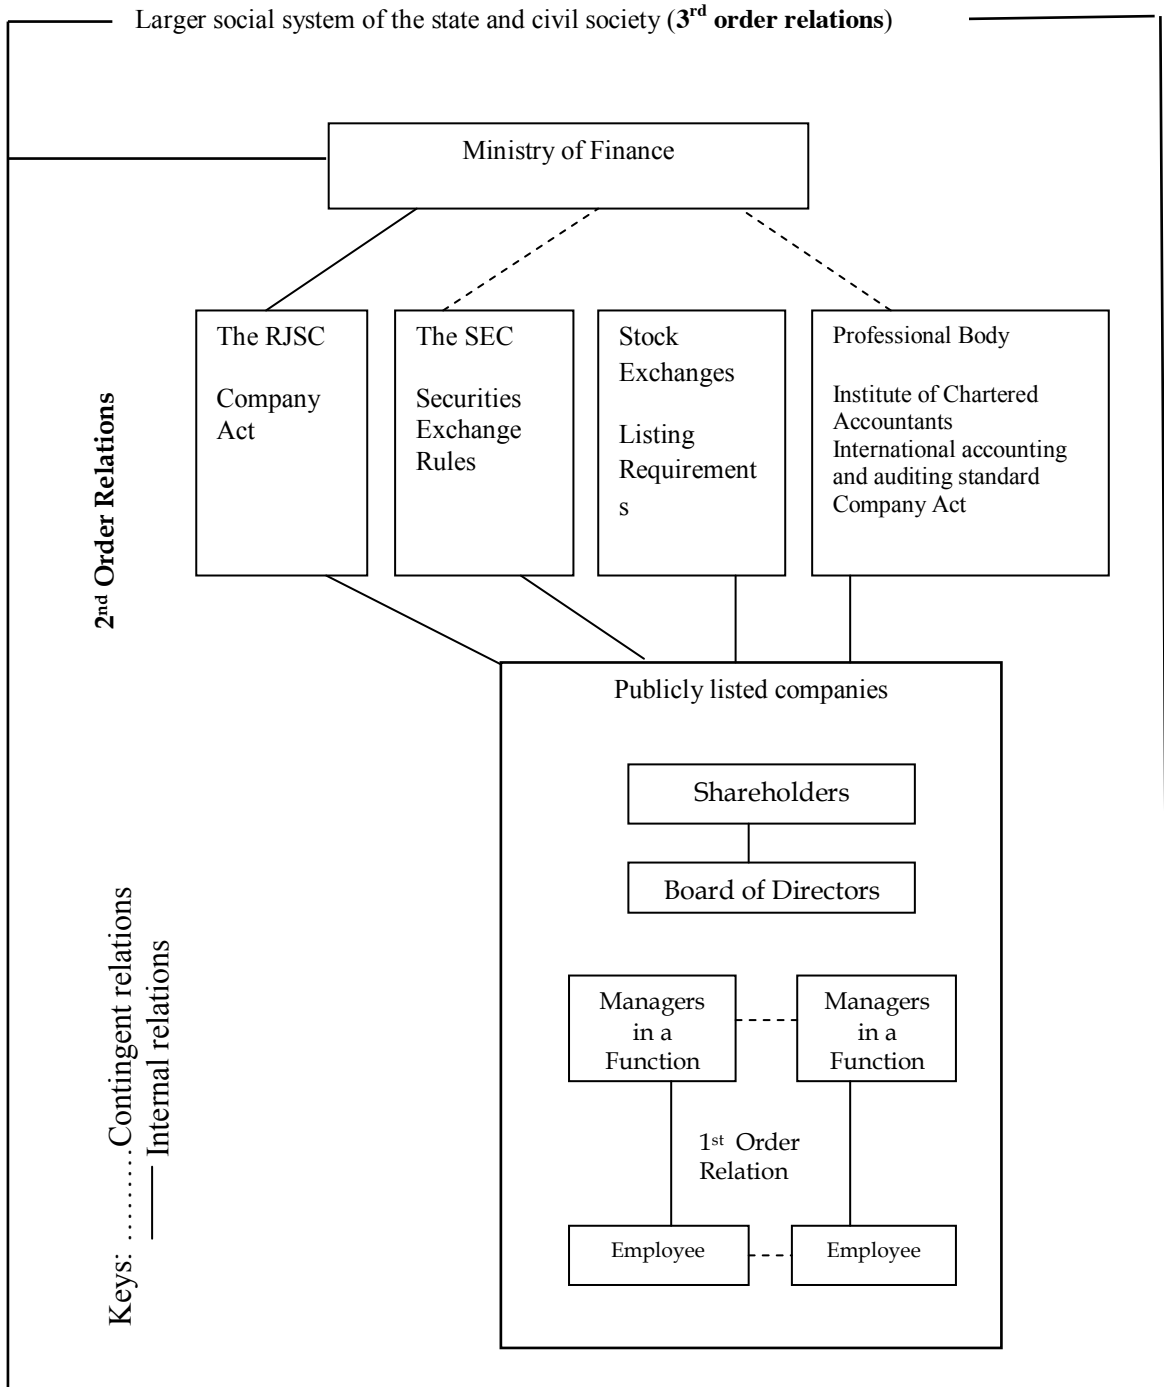 Larger social system of the state and civil society (3rd order relations)
Ministry of Finance
The RJSC
Company
Act
The SEC
Securities
Exchange
Rules
Stock
Exchanges
Listing
Requirement
s
Professional Body
Institute of Chartered
Accountants
International accounting
and auditing standard
Company Act
2nd Order Relations
Publicly listed companies
Shareholders
Board of Directors
Managers
in a
Function
Managers
in a
Function
1st Order
Relation
Employee
Employee
Keys: .........Contingent relations
Internal relations